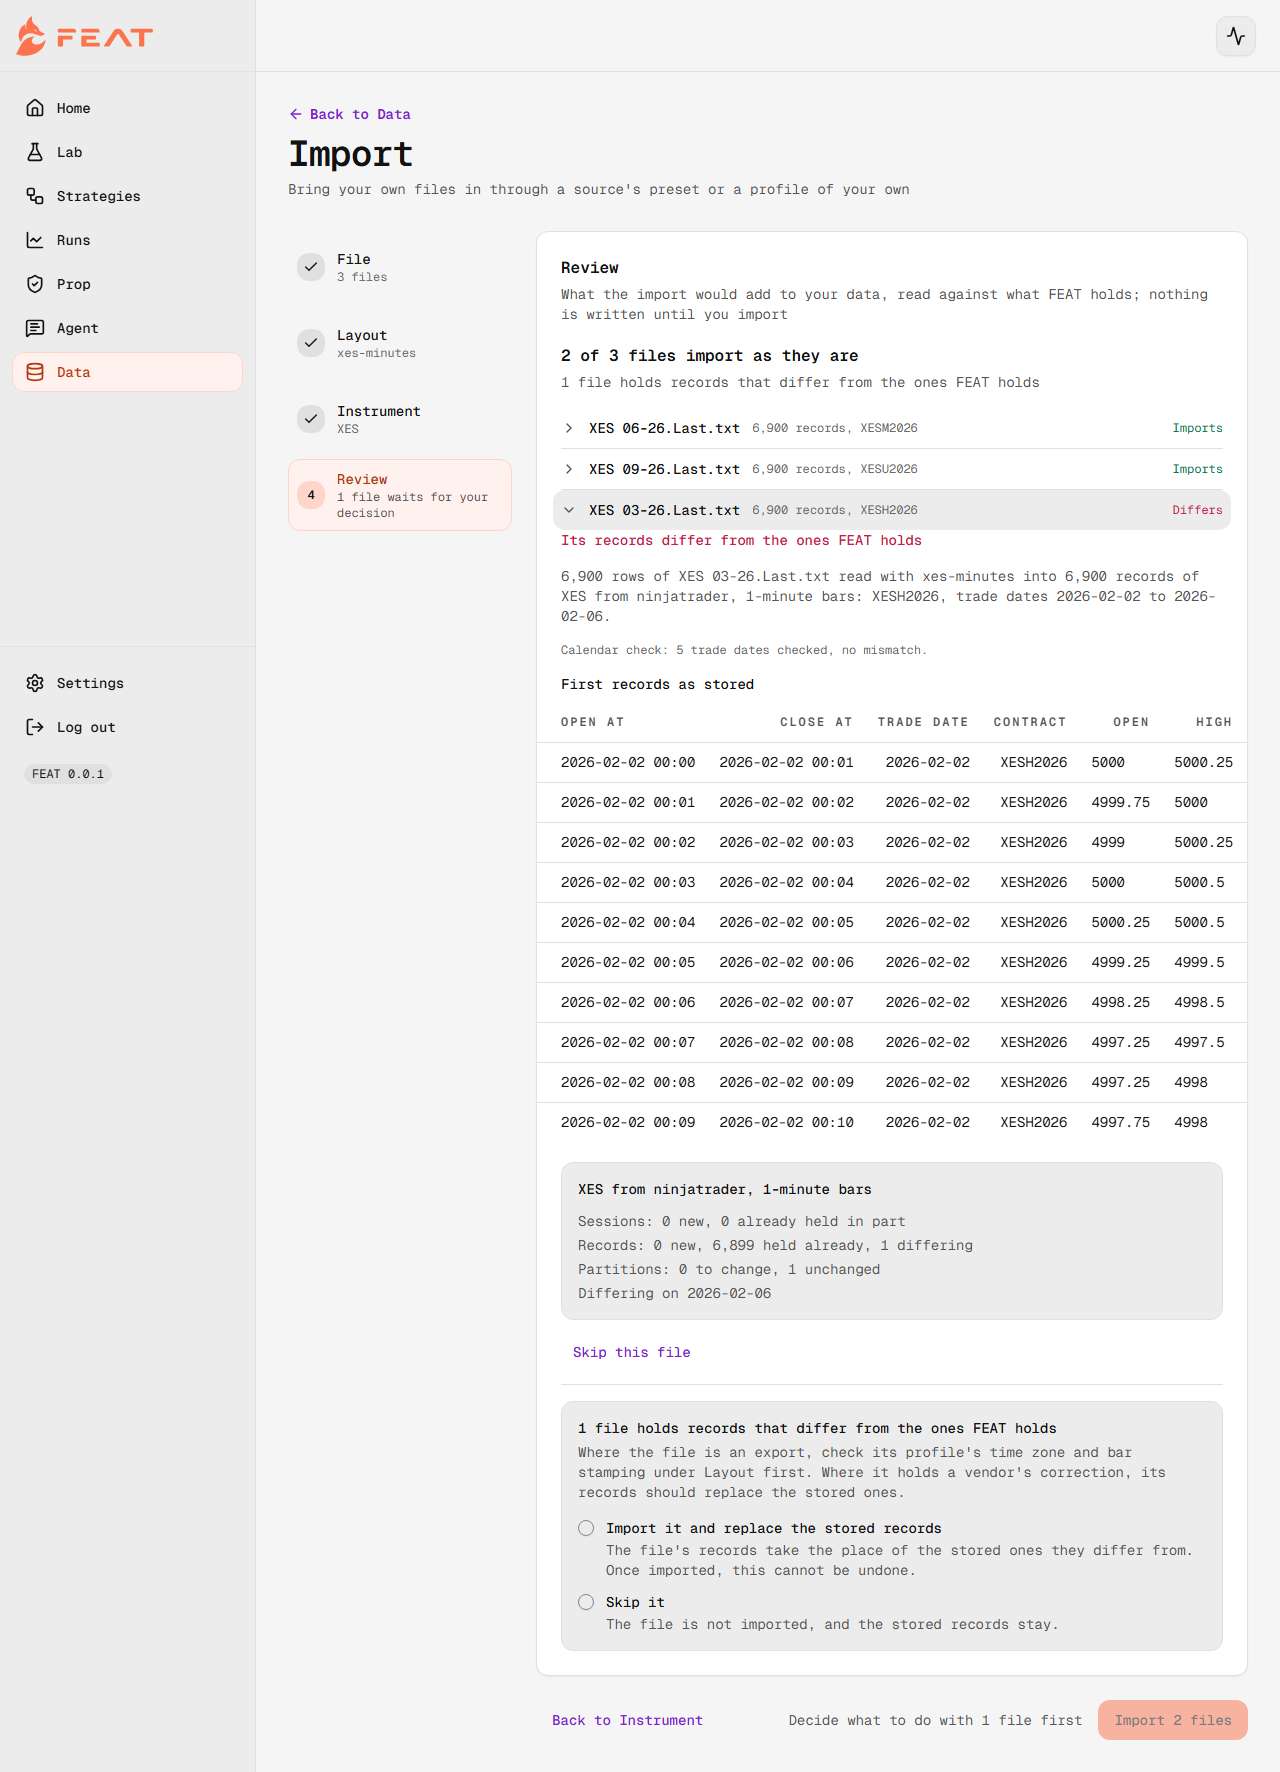 FEAT
Home
Lab
Strategies
Runs
Prop
Agent
Data
Settings
Log out
FEAT 0.0.1
Back to Data
Import
Bring your own files in through a source's preset or a profile of your own
File
3 files
Layout
xes-minutes
Instrument
XES
4
Review
1 file waits for your
decision
Review
What the import would add to your data, read against what FEAT holds; nothing
is written until you import
2 of 3 files import as they are
1 file holds records that differ from the ones FEAT holds
XES 06-26.Last.txt 6,900 records, XESM2026 Imports
XES 09-26.Last.txt 6,900 records, XESU2026 Imports
XES 03-26.Last.txt 6,900 records, XESH2026 Differs
Its records differ from the ones FEAT holds
6,900 rows of XES 03-26.Last.txt read with xes-minutes into 6,900 records of
XES from ninjatrader, 1-minute bars: XESH2026, trade dates 2026-02-02 to 2026-
02-06.
Calendar check: 5 trade dates checked, no mismatch.
First records as stored
OPEN AT CLOSE AT TRADE DATE CONTRACT OPEN HIGH
2026-02-02 00:00 2026-02-02 00:01 2026-02-02 XESH2026 5000 5000.25
2026-02-02 00:01 2026-02-02 00:02 2026-02-02 XESH2026 4999.75 5000
2026-02-02 00:02 2026-02-02 00:03 2026-02-02 XESH2026 4999 5000.25
2026-02-02 00:03 2026-02-02 00:04 2026-02-02 XESH2026 5000 5000.5
2026-02-02 00:04 2026-02-02 00:05 2026-02-02 XESH2026 5000.25 5000.5
2026-02-02 00:05 2026-02-02 00:06 2026-02-02 XESH2026 4999.25 4999.5
2026-02-02 00:06 2026-02-02 00:07 2026-02-02 XESH2026 4998.25 4998.5
2026-02-02 00:07 2026-02-02 00:08 2026-02-02 XESH2026 4997.25 4997.5
2026-02-02 00:08 2026-02-02 00:09 2026-02-02 XESH2026 4997.25 4998
2026-02-02 00:09 2026-02-02 00:10 2026-02-02 XESH2026 4997.75 4998
XES from ninjatrader, 1-minute bars
Sessions: 0 new, 0 already held in part
Records: 0 new, 6,899 held already, 1 differing
Partitions: 0 to change, 1 unchanged
Differing on 2026-02-06
Skip this file
1 file holds records that differ from the ones FEAT holds
Where the file is an export, check its profile's time zone and bar
stamping under Layout first. Where it holds a vendor's correction, its
records should replace the stored ones.
Import it and replace the stored records
The file's records take the place of the stored ones they differ from.
Once imported, this cannot be undone.
Skip it
The file is not imported, and the stored records stay.
Back to Instrument
Decide what to do with 1 file first
Import 2 files